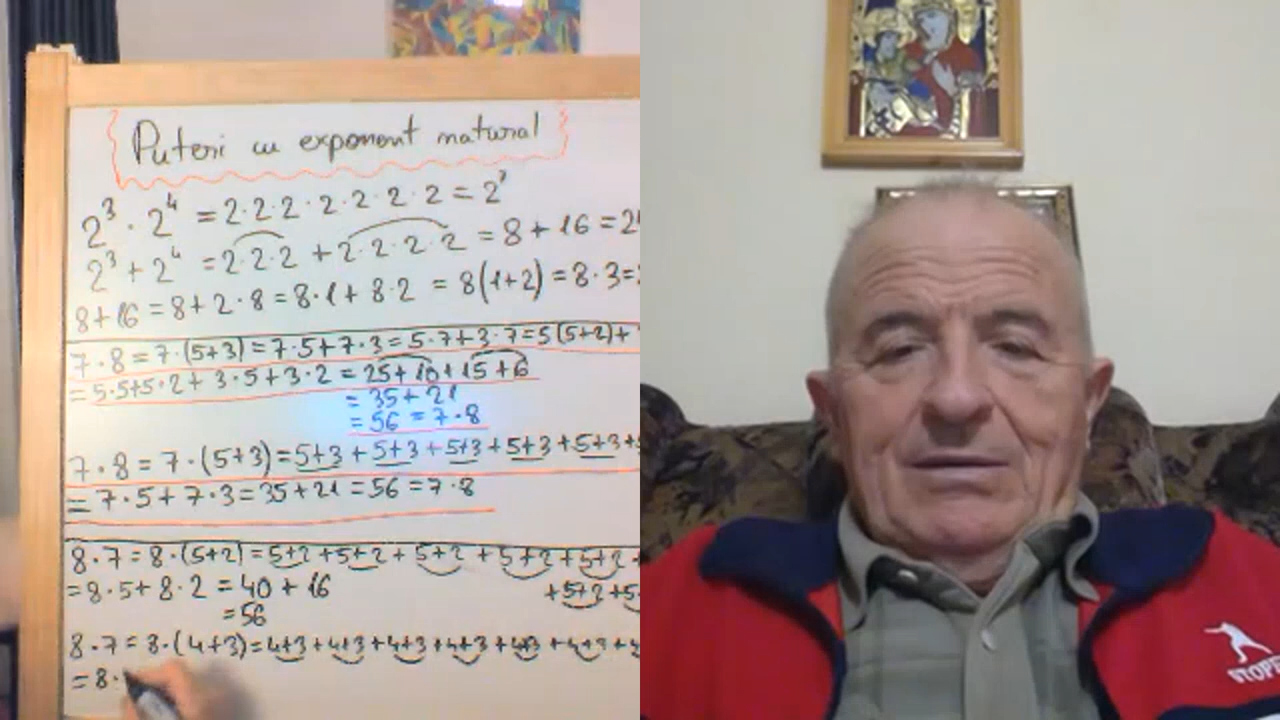 Puteri cu exponent natural
2³ · 2⁴ = 2·2·2·2·2·2·2 = 2⁷
2³ + 2⁴ = 2·2·2 + 2·2·2·2 = 8 + 16 = 2
8+16 = 8+2·8 = 8·1+8·2 = 8(1+2) = 8·3=
7·8 = 7·(5+3) = 7·5+7·3 = 5·7+3·7 = 5(5+2)+
= 5·5+5·2+3·5+3·2 = 25+10+15+6
= 35+21
= 56 = 7·8
7·8 = 7·(5+3) = 5+3 + 5+3 + 5+3 + 5+3 + 5+3 +
= 7·5+7·3 = 35+21 = 56 = 7·8
8·7 = 8·(5+2) = 5+2 + 5+2 + 5+2 + 5+2 + 5+2 +
= 8·5 + 8·2 = 40 + 16 +5+2 +5
= 56
8·7 = 8·(4+3) = 4+3 + 4+3 + 4+3 + 4+3 + 4+3 + 4+3 +
= 8·